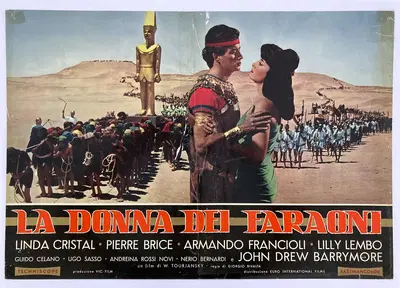 LA DONNA DEI FARAONI
LINDA CRISTAL · PIERRE BRICE · ARMANDO FRANCIOLI · LILLY LEMBO
GUIDO CELANO · UGO SASSO · ANDREINA ROSSI NOVI · NERIO BERNARDI e JOHN DREW BARRYMORE
un film di W. TOURJANSKY · regia di GIORGIO RIVALTA
TECHNISCOPE produzione VIC FILM distribuzione EURO INTERNATIONAL FILMS EASTMANCOLOR